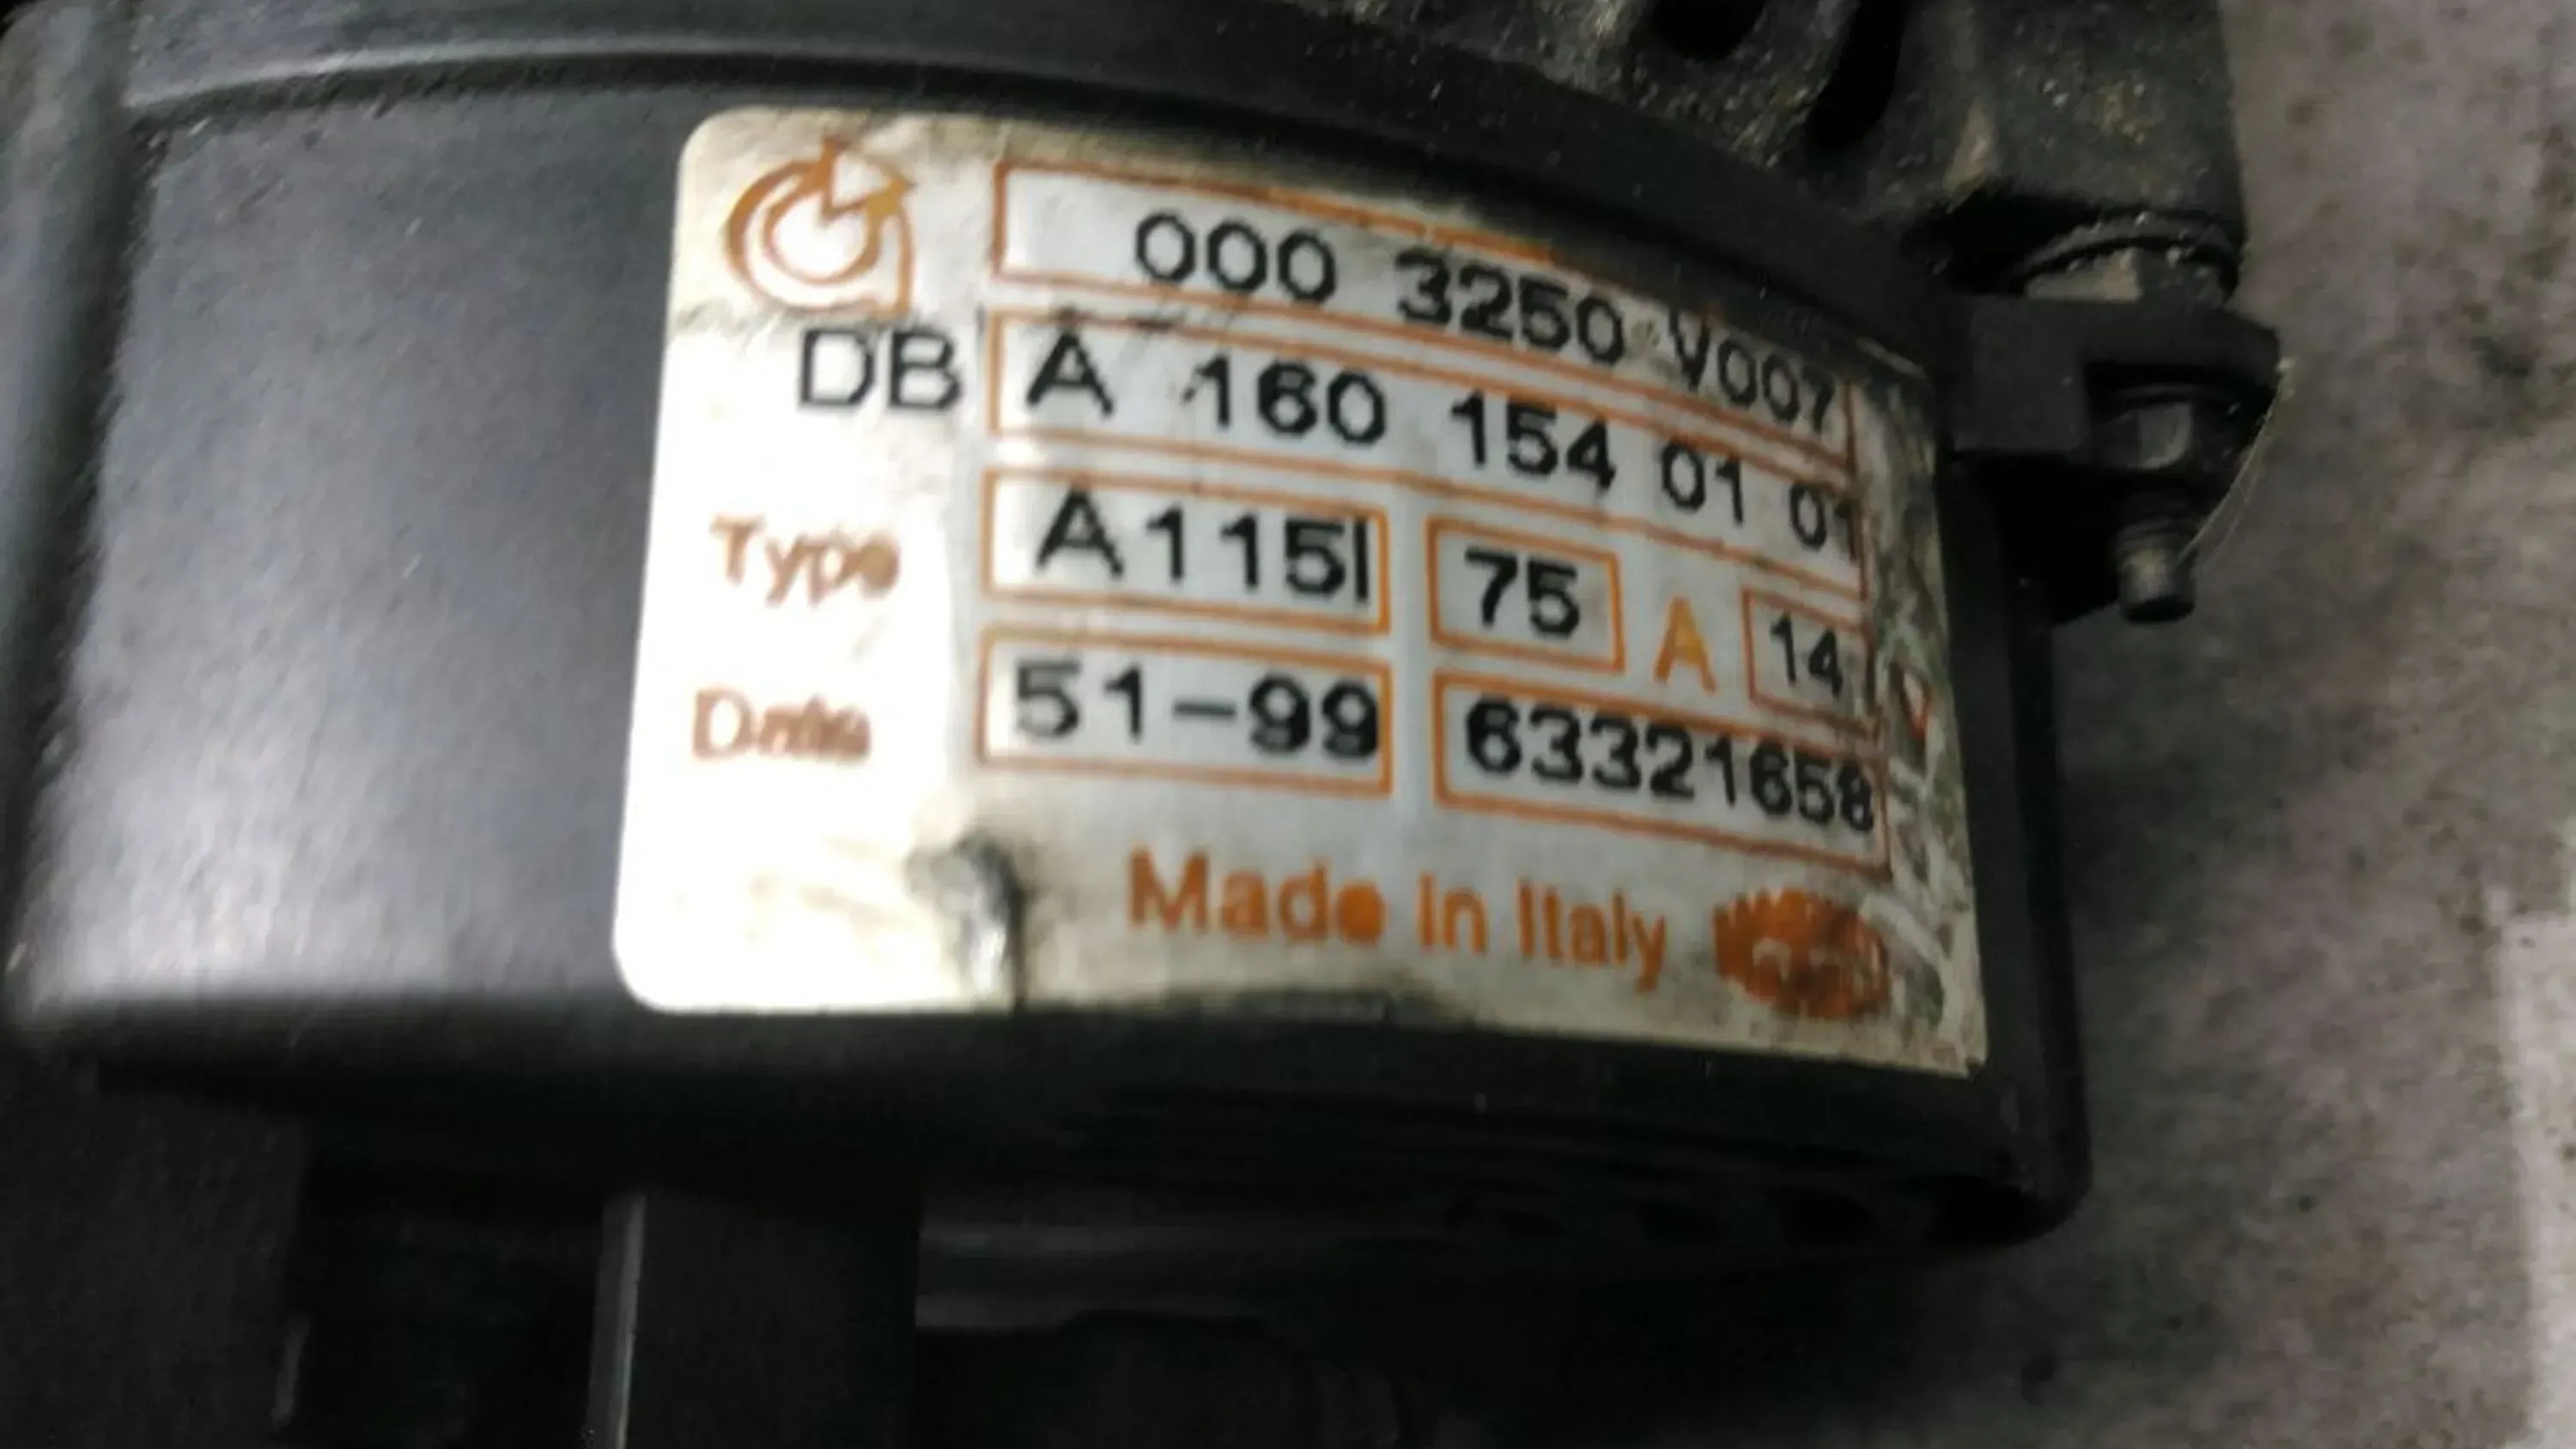 000 3250 V007
DB A 160 154 01 01
Type A115I 75 A 14 V
Date 51-99 63321658
Made in Italy